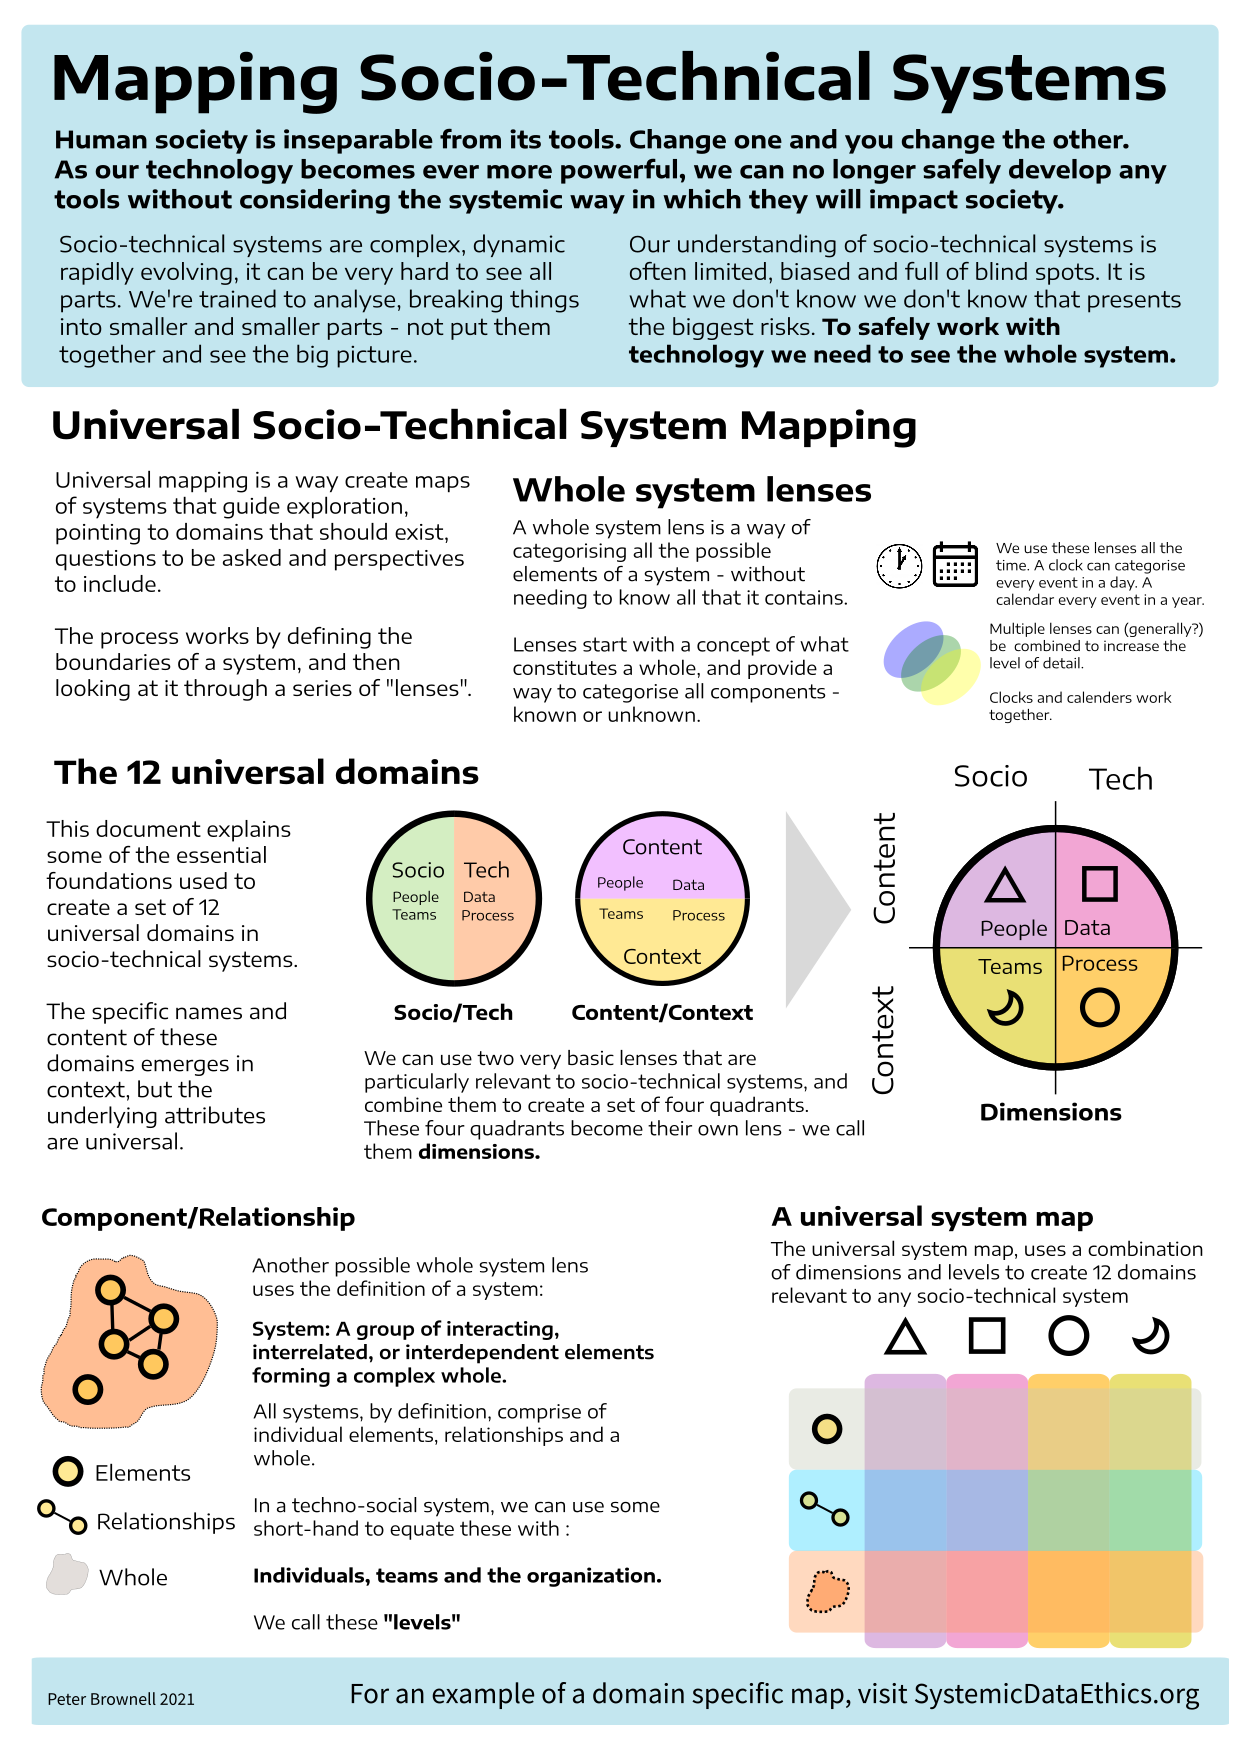 Mapping Socio-Technical Systems
Human society is inseparable from its tools. Change one and you change the other.
As our technology becomes ever more powerful, we can no longer safely develop any
tools without considering the systemic way in which they will impact society.
Socio-technical systems are complex, dynamic
rapidly evolving, it can be very hard to see all
parts. We're trained to analyse, breaking things
into smaller and smaller parts - not put them
together and see the big picture.
Our understanding of socio-technical systems is
often limited, biased and full of blind spots. It is
what we don't know we don't know that presents
the biggest risks. To safely work with
technology we need to see the whole system.
Universal Socio-Technical System Mapping
Universal mapping is a way create maps
of systems that guide exploration,
pointing to domains that should exist,
questions to be asked and perspectives
to include.
The process works by defining the
boundaries of a system, and then
looking at it through a series of "lenses".
Whole system lenses
A whole system lens is a way of
categorising all the possible
elements of a system - without
needing to know all that it contains.
Lenses start with a concept of what
constitutes a whole, and provide a
way to categorise all components -
known or unknown.
We use these lenses all the
time. A clock can categorise
every event in a day. A
calendar every event in a year.
Multiple lenses can (generally?)
be combined to increase the
level of detail.
Clocks and calenders work
together.
The 12 universal domains
This document explains
some of the essential
foundations used to
create a set of 12
universal domains in
socio-technical systems.
The specific names and
content of these
domains emerges in
context, but the
underlying attributes
are universal.
Socio Tech
People Data
Teams Process
Socio/Tech
Content
People Data
Teams Process
Context
Content/Context
We can use two very basic lenses that are
particularly relevant to socio-technical systems, and
combine them to create a set of four quadrants.
These four quadrants become their own lens - we call
them dimensions.
Socio Tech
Content
Context
People Data
Teams Process
Dimensions
Component/Relationship
Elements
Relationships
Whole
Another possible whole system lens
uses the definition of a system:
System: A group of interacting,
interrelated, or interdependent elements
forming a complex whole.
All systems, by definition, comprise of
individual elements, relationships and a
whole.
In a techno-social system, we can use some
short-hand to equate these with :
Individuals, teams and the organization.
We call these "levels"
A universal system map
The universal system map, uses a combination
of dimensions and levels to create 12 domains
relevant to any socio-technical system
Peter Brownell 2021
For an example of a domain specific map, visit SystemicDataEthics.org